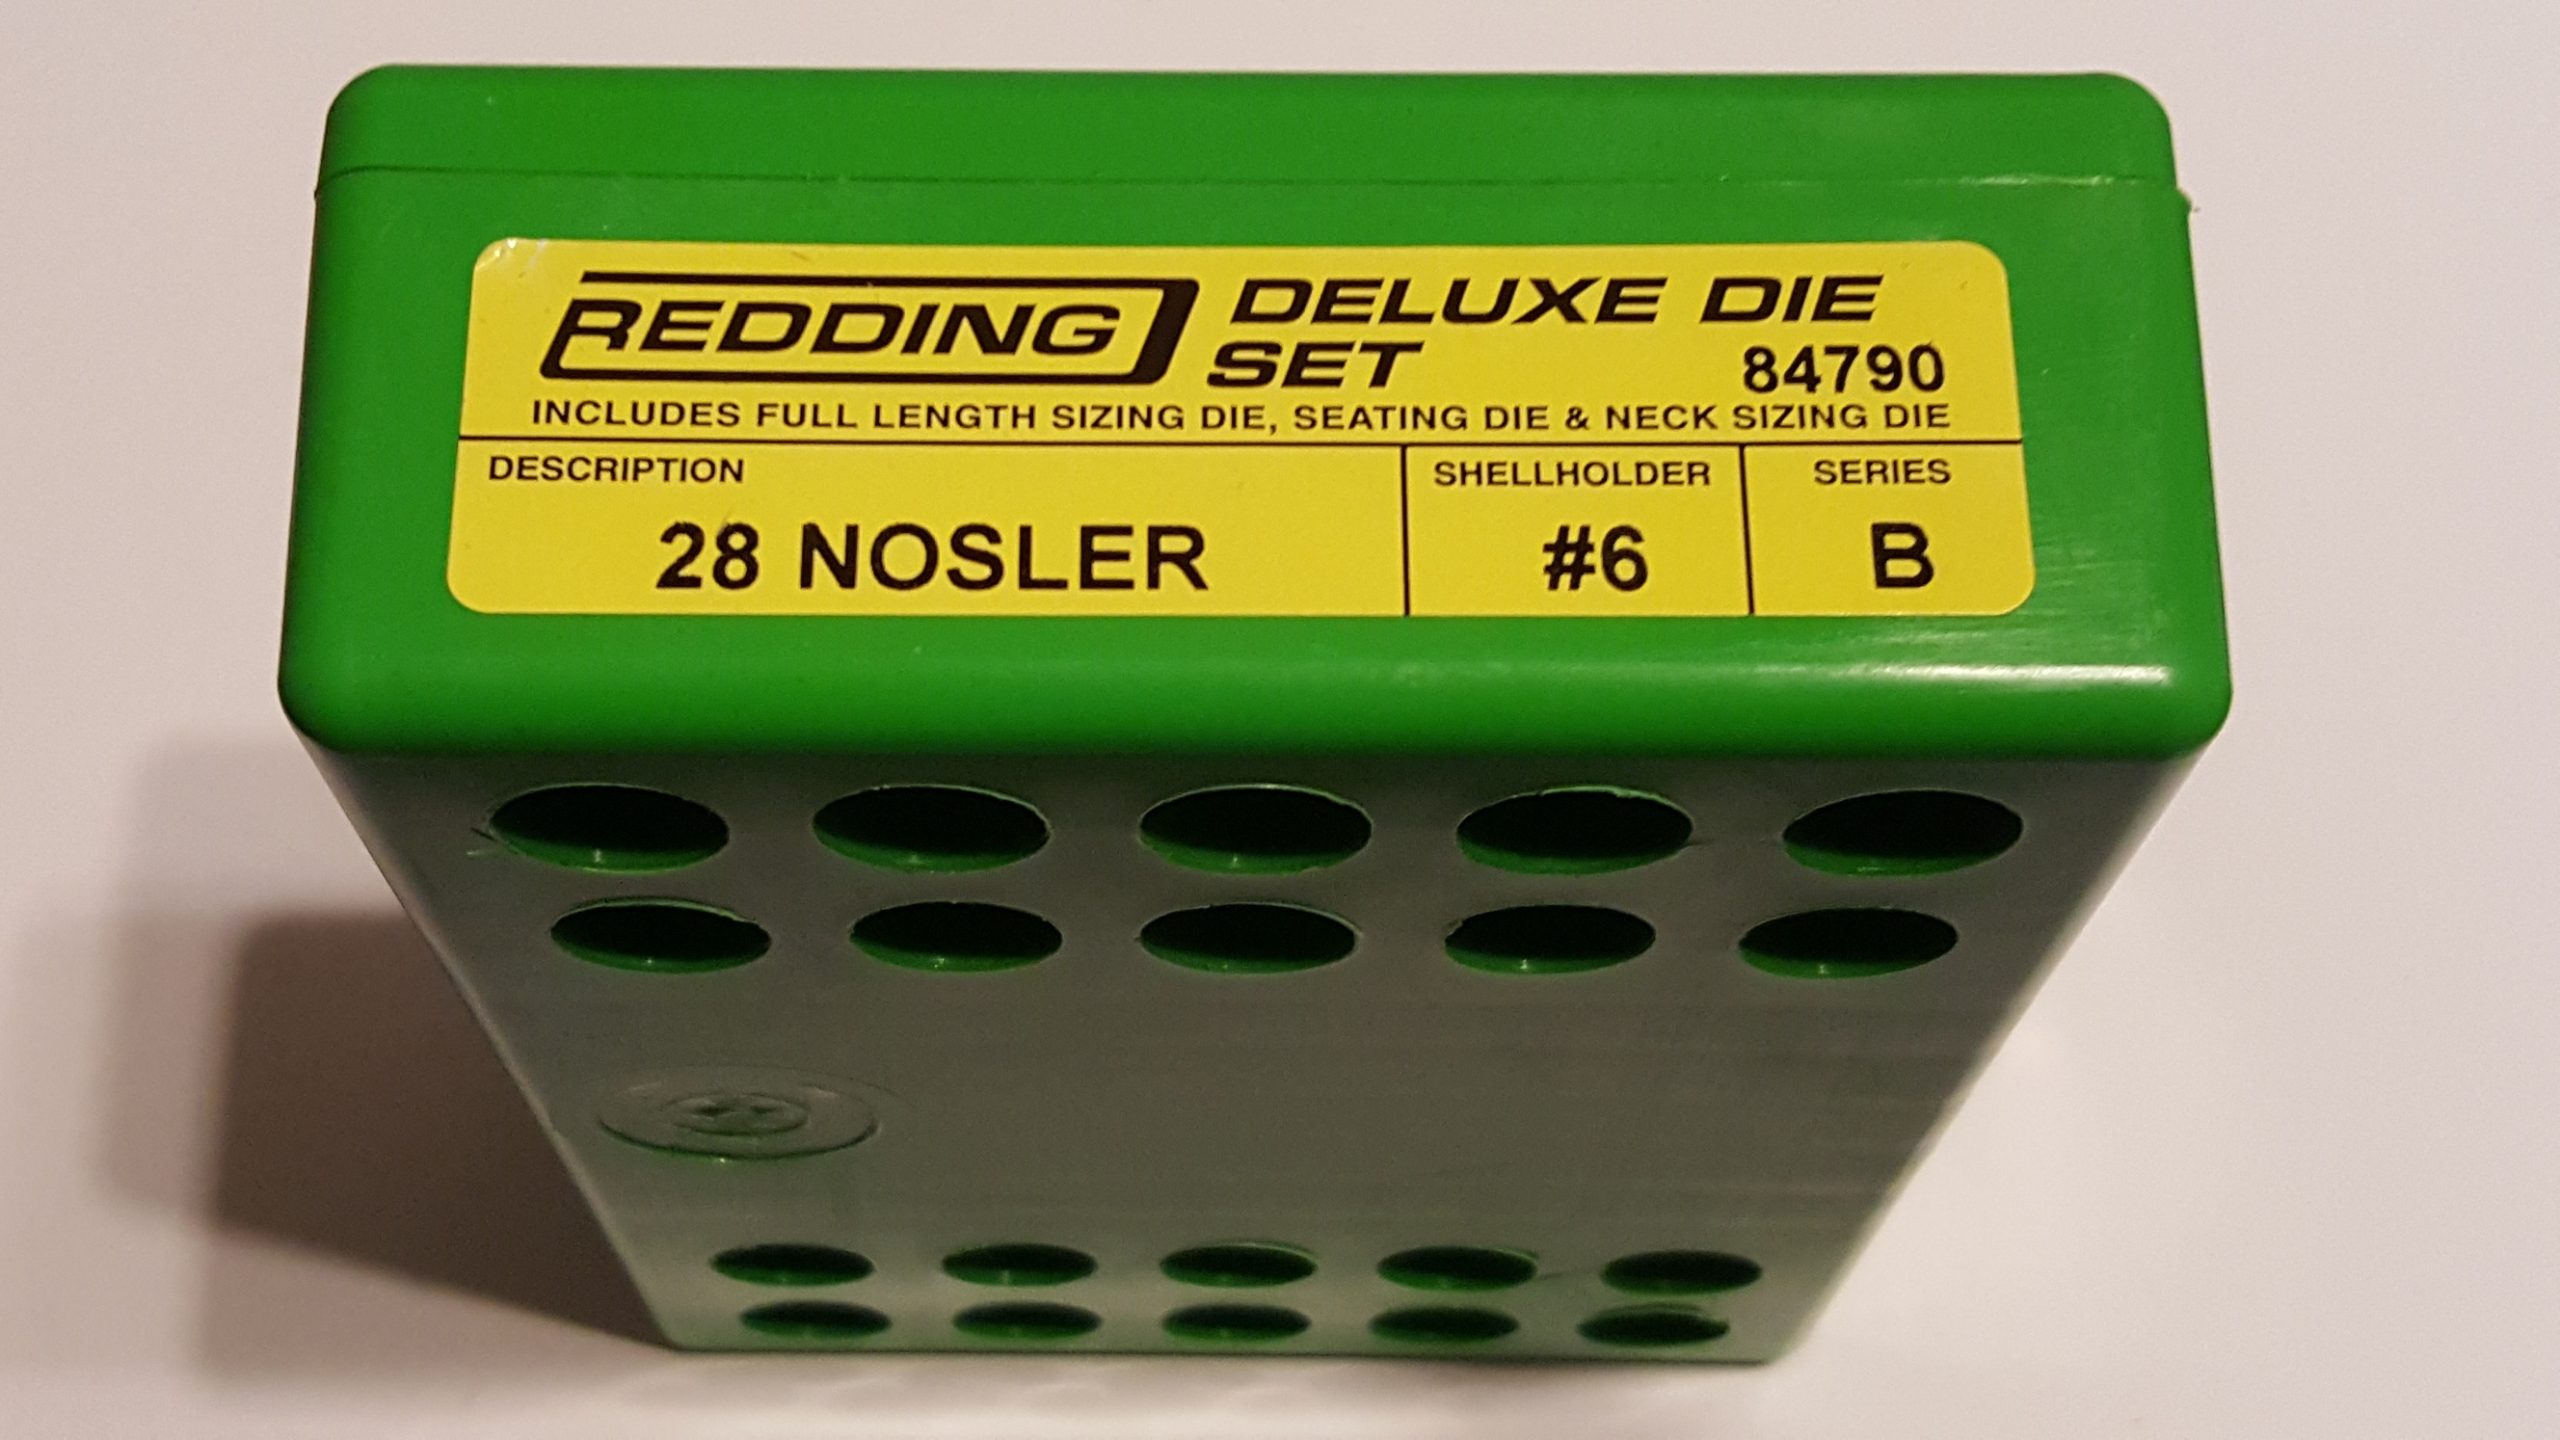 REDDING DELUXE DIE
SET 84790
INCLUDES FULL LENGTH SIZING DIE, SEATING DIE & NECK SIZING DIE
DESCRIPTION SHELLHOLDER SERIES
28 NOSLER #6 B